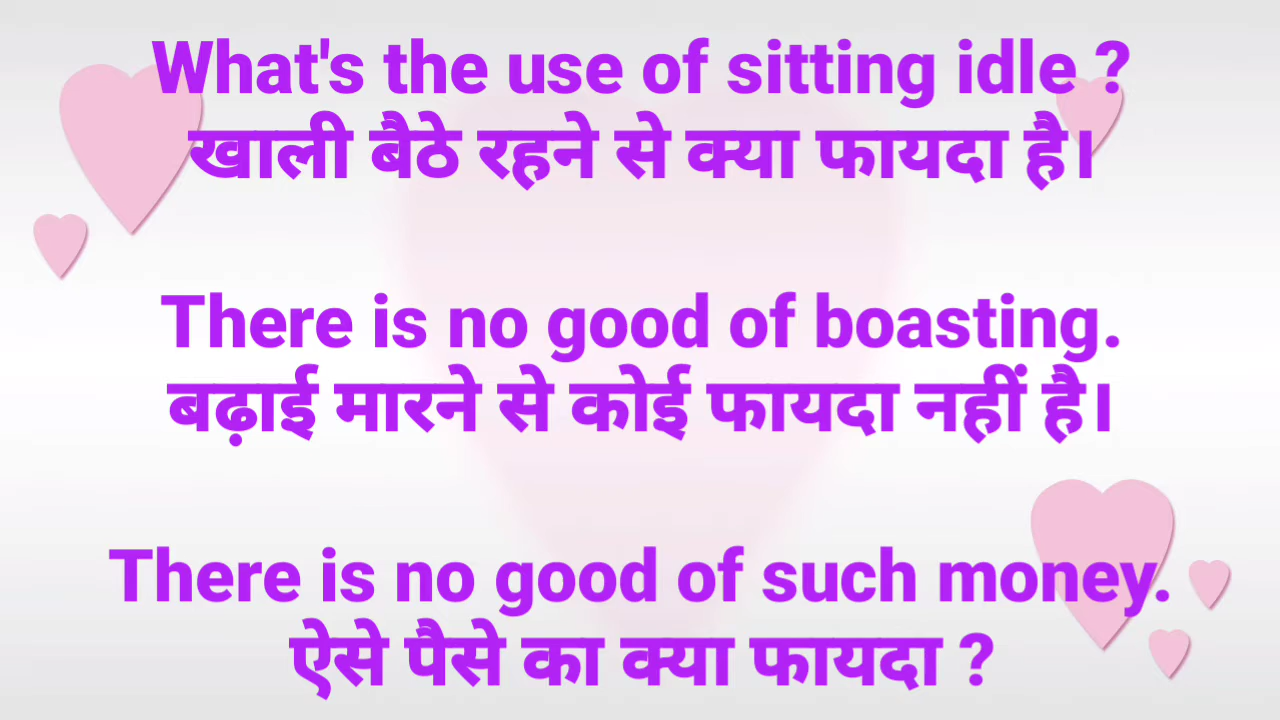 What's the use of sitting idle ?
खाली बैठे रहने से क्या फायदा है।
There is no good of boasting.
बढ़ाई मारने से कोई फायदा नहीं है।
There is no good of such money.
ऐसे पैसे का क्या फायदा ?